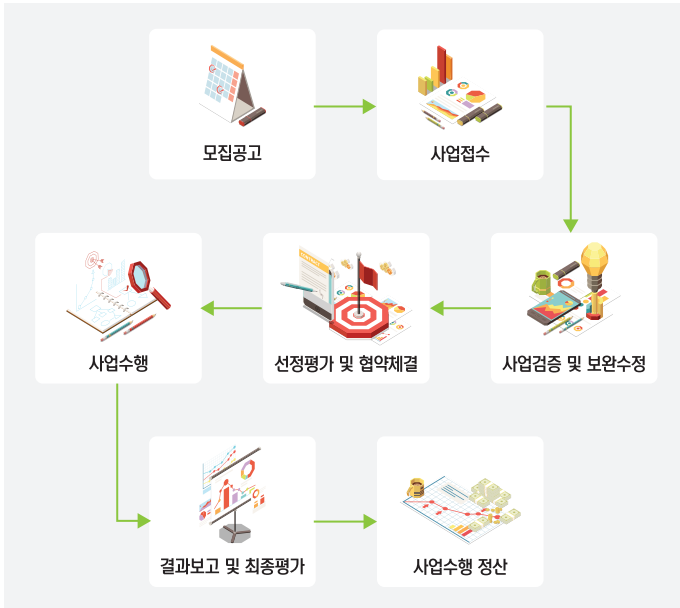 모집공고
사업접수
사업검증 및 보완수정
선정평가 및 협약체결
사업수행
결과보고 및 최종평가
사업수행 정산